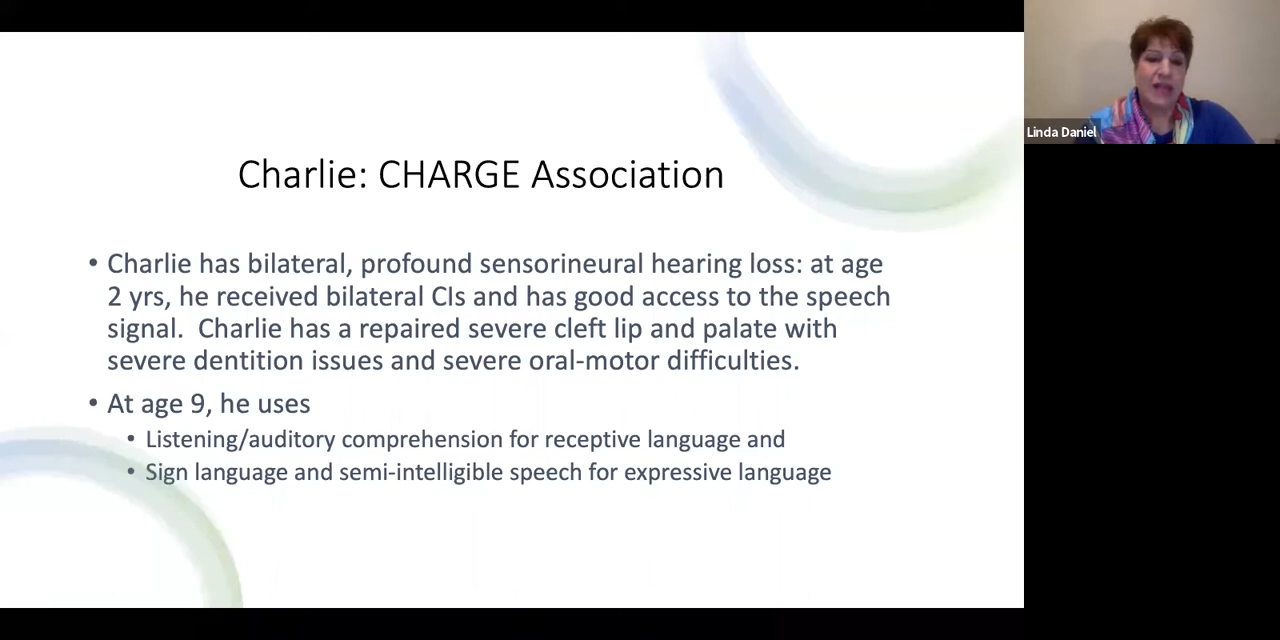 Charlie: CHARGE Association
• Charlie has bilateral, profound sensorineural hearing loss: at age
2 yrs, he received bilateral CIs and has good access to the speech
signal.  Charlie has a repaired severe cleft lip and palate with
severe dentition issues and severe oral-motor difficulties.
• At age 9, he uses
• Listening/auditory comprehension for receptive language and
• Sign language and semi-intelligible speech for expressive language
Linda Daniel